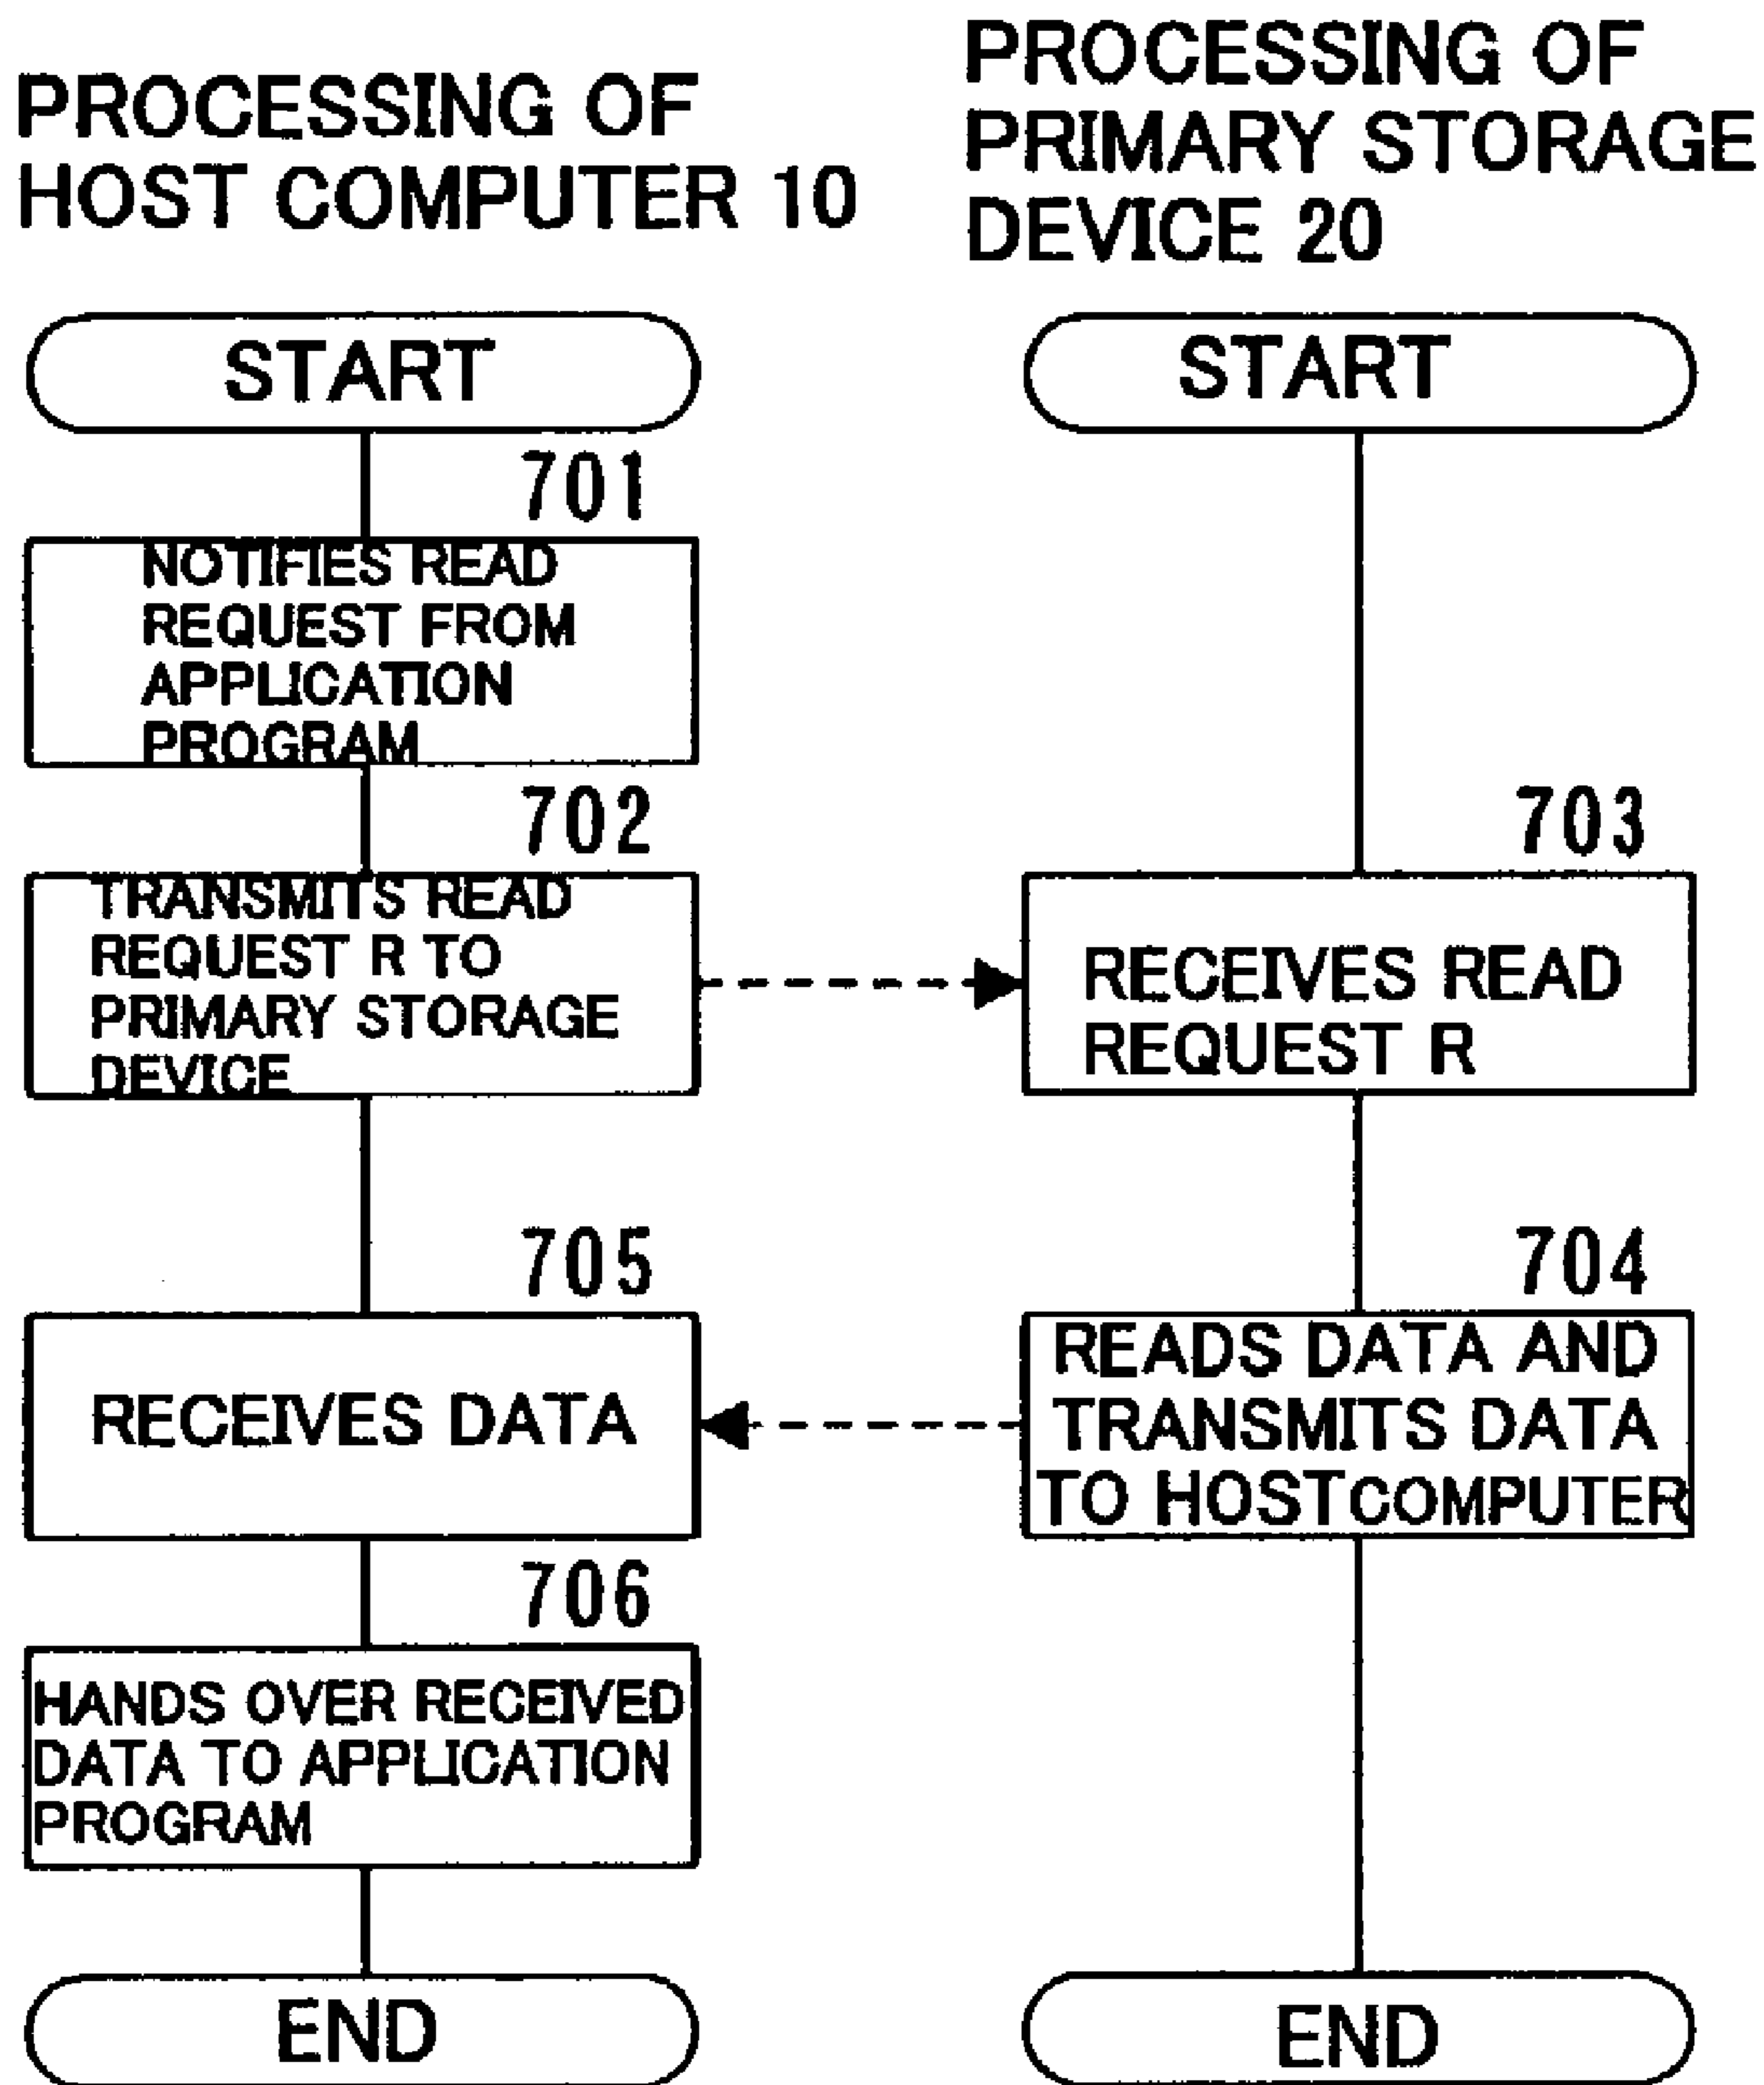 PROCESSING OF
HOST COMPUTER 10
PROCESSING OF
PRIMARY STORAGE
DEVICE 20
START
START
701
NOTIFIES READ
REQUEST FROM
APPLICATION
PROGRAM
702
TRANSMITS READ
REQUEST R TO
PRIMARY STORAGE
DEVICE
703
RECEIVES READ
REQUEST R
705
RECEIVES DATA
704
READS DATA AND
TRANSMITS DATA
TO HOSTCOMPUTER
706
HANDS OVER RECEIVED
DATA TO APPLICATION
PROGRAM
END
END